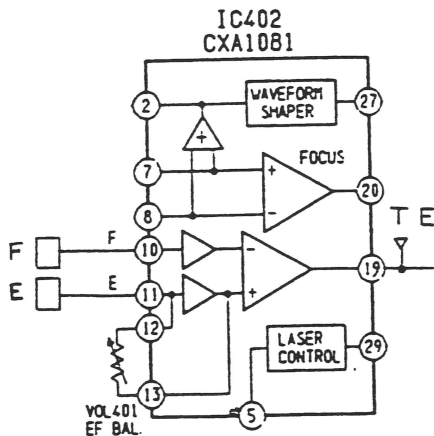 IC402
CXA1081
2
WAVEFORM
SHAPER
27
+
7
FOCUS
+
8
−
20
T E
F
F
10
−
19
E
E
11
+
12
LASER
CONTROL
29
13
VOL401
EF BAL.
5